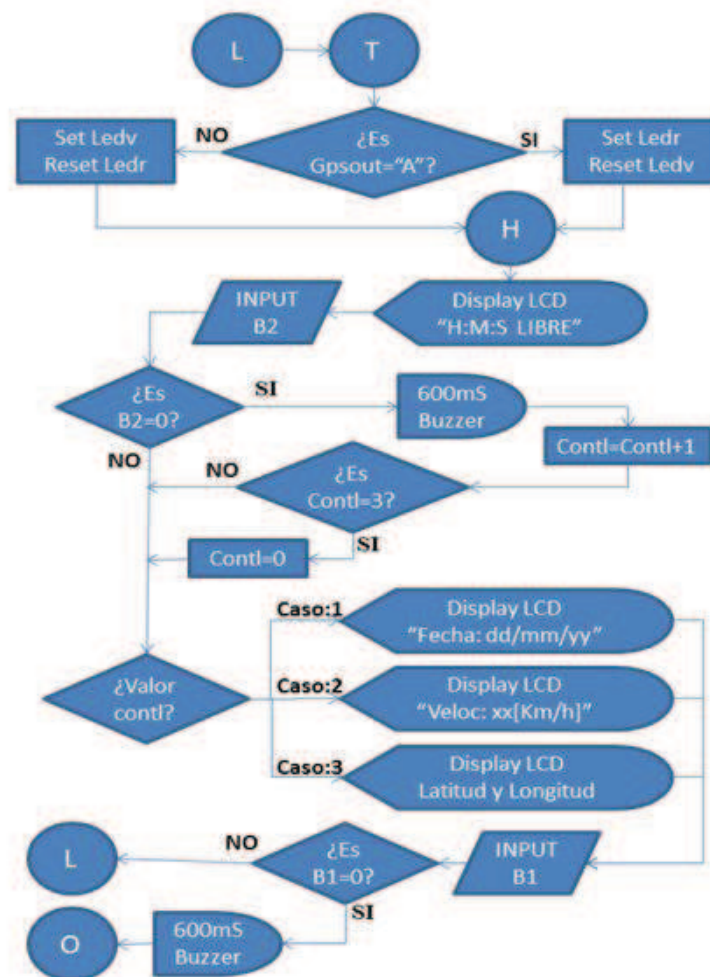 L
T
¿Es
Gpsout="A"?
NO
SI
Set Ledv
Reset Ledr
Set Ledr
Reset Ledv
H
Display LCD
"H:M:S LIBRE"
INPUT
B2
¿Es
B2=0?
SI
NO
600mS
Buzzer
Contl=Contl+1
¿Es
Contl=3?
NO
SI
Contl=0
¿Valor
contl?
Caso:1
Display LCD
"Fecha: dd/mm/yy"
Caso:2
Display LCD
"Veloc: xx[Km/h]"
Caso:3
Display LCD
Latitud y Longitud
INPUT
B1
¿Es
B1=0?
NO
L
SI
600mS
Buzzer
O